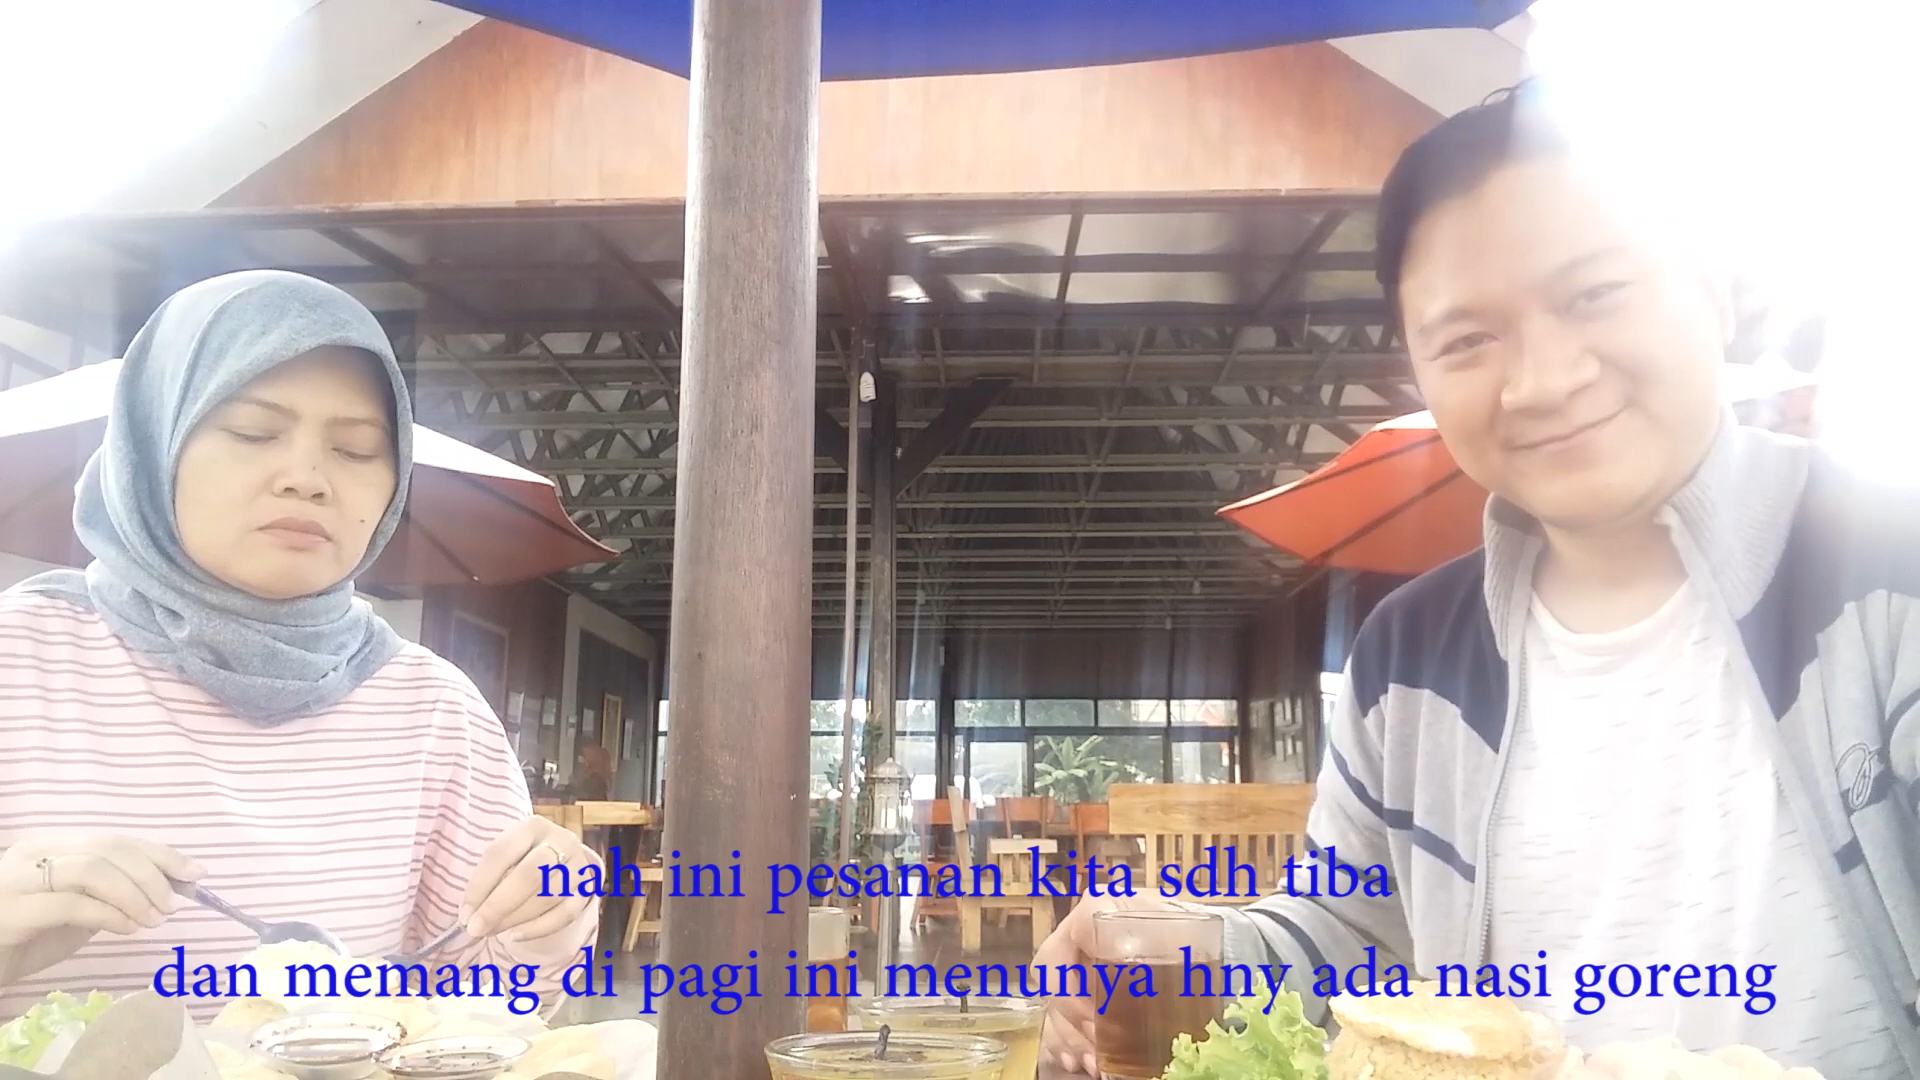 nah ini pesanan kita sdh tiba
dan memang di pagi ini menunya hny ada nasi goreng